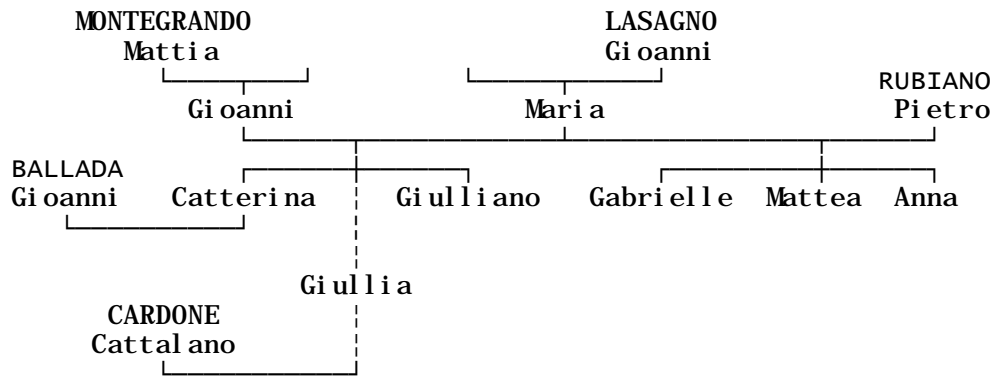 MONTEGRANDO LASAGNO
Mattia Gioanni
RUBIANO
Gioanni Maria Pietro
BALLADA
Gioanni Catterina Giulliano Gabrielle Mattea Anna
Giullia
CARDONE
Cattalano